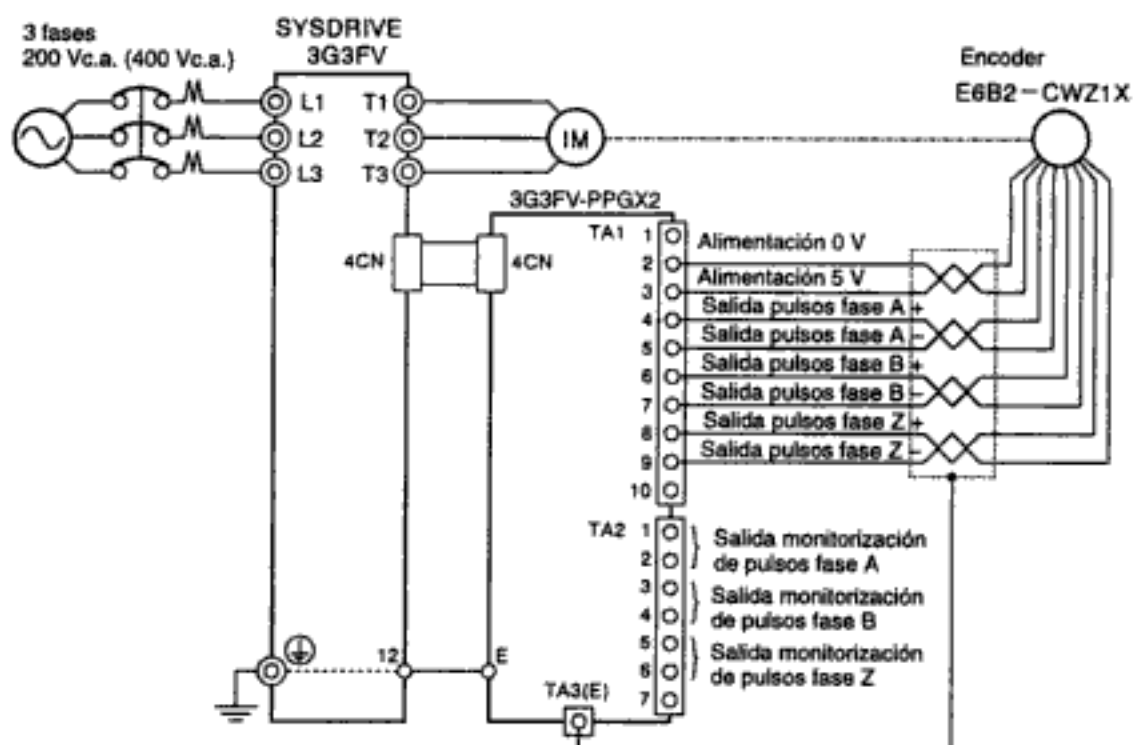 3 fases
200 Vc.a. (400 Vc.a.)
SYSDRIVE
3G3FV
Encoder
E6B2-CWZ1X
L1
T1
L2
T2
IM
L3
T3
3G3FV-PPGX2
TA1
1
Alimentación 0 V
2
4CN
4CN
Alimentación 5 V
3
Salida pulsos fase A +
4
Salida pulsos fase A −
5
Salida pulsos fase B +
6
Salida pulsos fase B −
7
Salida pulsos fase Z +
8
Salida pulsos fase Z −
9
10
TA2
1
Salida monitorización
2
de pulsos fase A
3
Salida monitorización
4
de pulsos fase B
5
Salida monitorización
6
de pulsos fase Z
7
12
E
TA3(E)